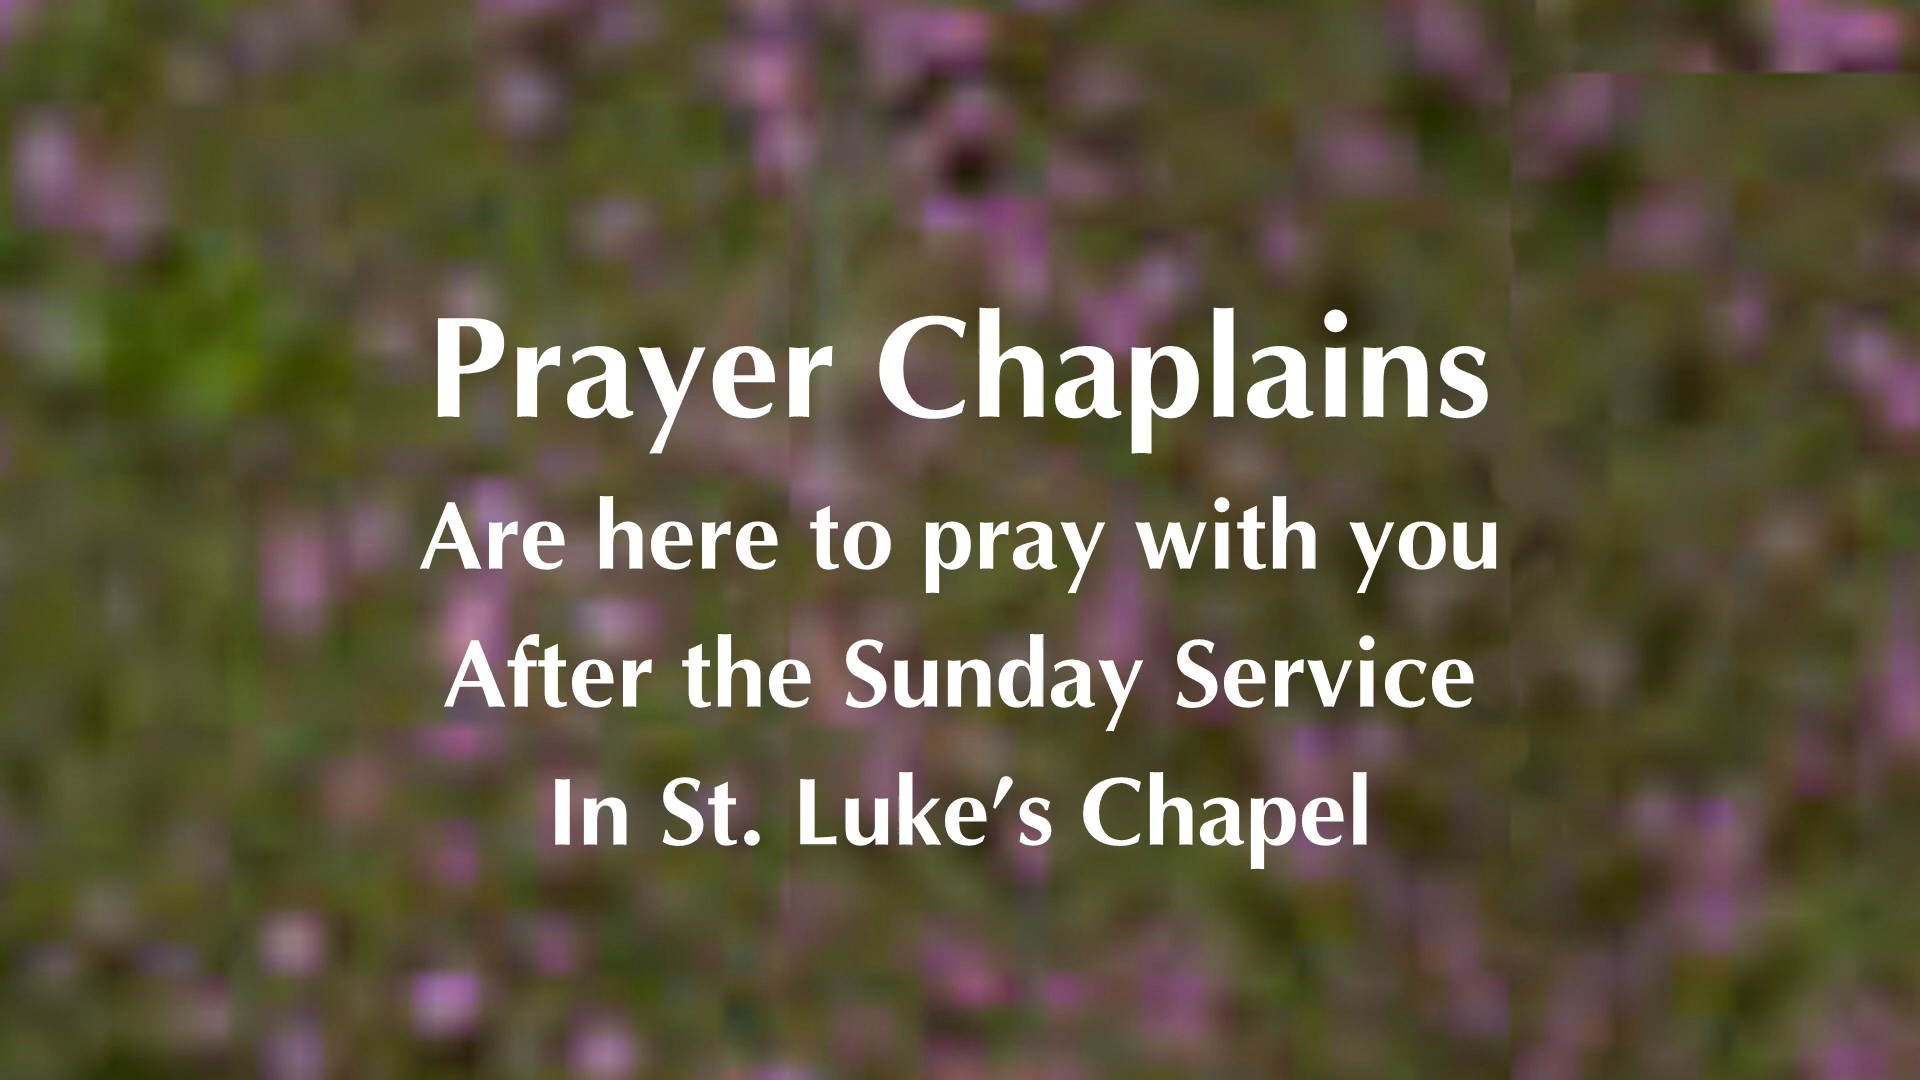 Prayer Chaplains
Are here to pray with you
After the Sunday Service
In St. Luke’s Chapel